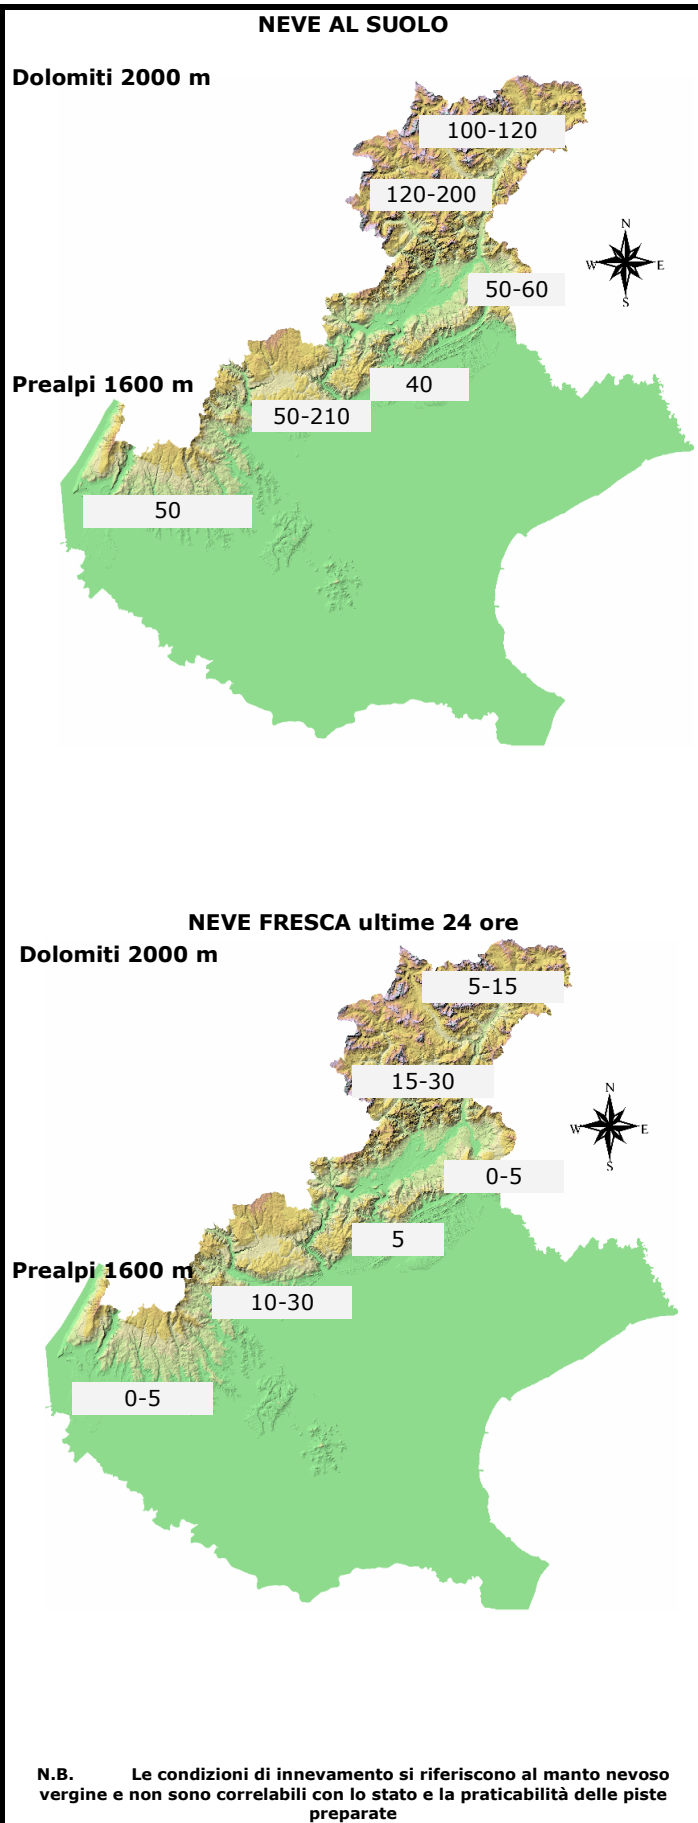 NEVE AL SUOLO
Dolomiti 2000 m
100-120
120-200
N
W E
S
50-60
Prealpi 1600 m
40
50-210
50
NEVE FRESCA ultime 24 ore
Dolomiti 2000 m
5-15
15-30
N
W E
S
0-5
5
Prealpi 1600 m
10-30
0-5
N.B. Le condizioni di innevamento si riferiscono al manto nevoso
vergine e non sono correlabili con lo stato e la praticabilità delle piste
preparate